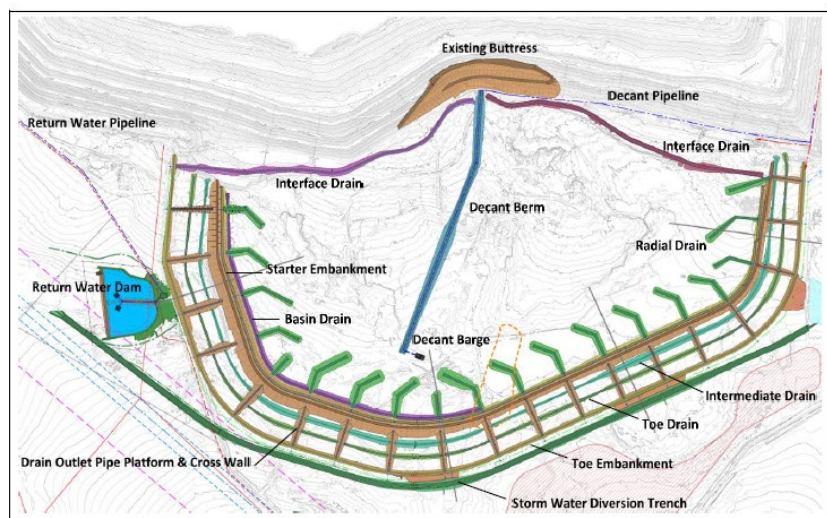 Existing Buttress
Decant Pipeline
Return Water Pipeline
Interface Drain
Interface Drain
Decant Berm
Radial Drain
Starter Embankment
Return Water Dam
Basin Drain
Decant Barge
Intermediate Drain
Toe Drain
Drain Outlet Pipe Platform & Cross Wall
Toe Embankment
Storm Water Diversion Trench